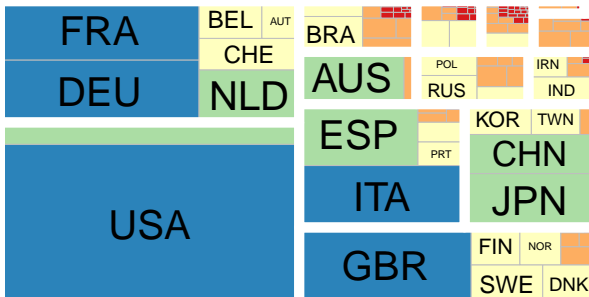 FRA
BEL
AUT
CHE
DEU
NLD
USA
BRA
AUS
POL
RUS
IRN
IND
ESP
PRT
ITA
KOR
TWN
CHN
JPN
GBR
FIN
NOR
SWE
DNK